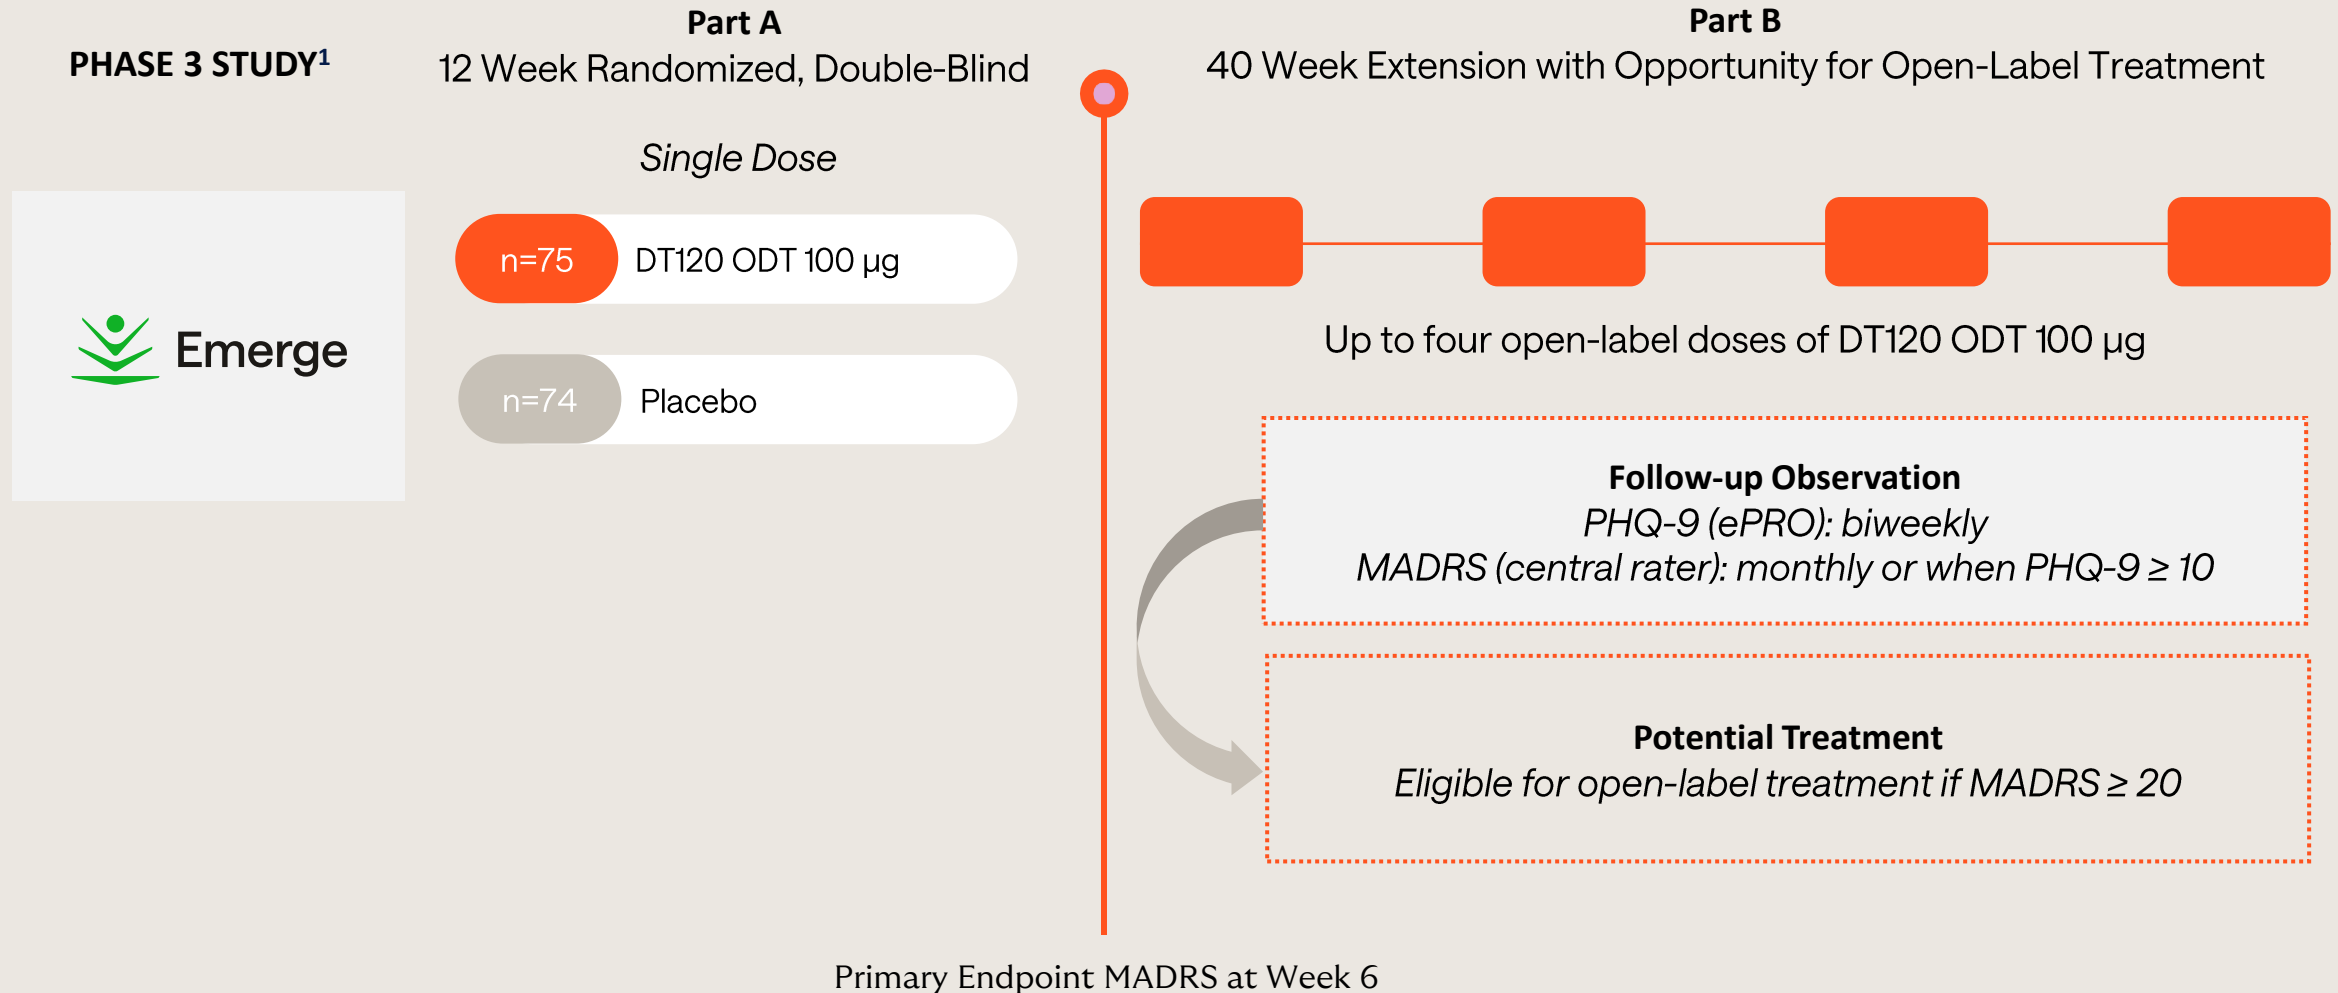 PHASE 3 STUDY¹
Part A
12 Week Randomized, Double-Blind
Single Dose
n=75 DT120 ODT 100 µg
n=74 Placebo
Emerge
Part B
40 Week Extension with Opportunity for Open-Label Treatment
Up to four open-label doses of DT120 ODT 100 µg
Follow-up Observation
PHQ-9 (ePRO): biweekly
MADRS (central rater): monthly or when PHQ-9 ≥ 10
Potential Treatment
Eligible for open-label treatment if MADRS ≥ 20
Primary Endpoint MADRS at Week 6